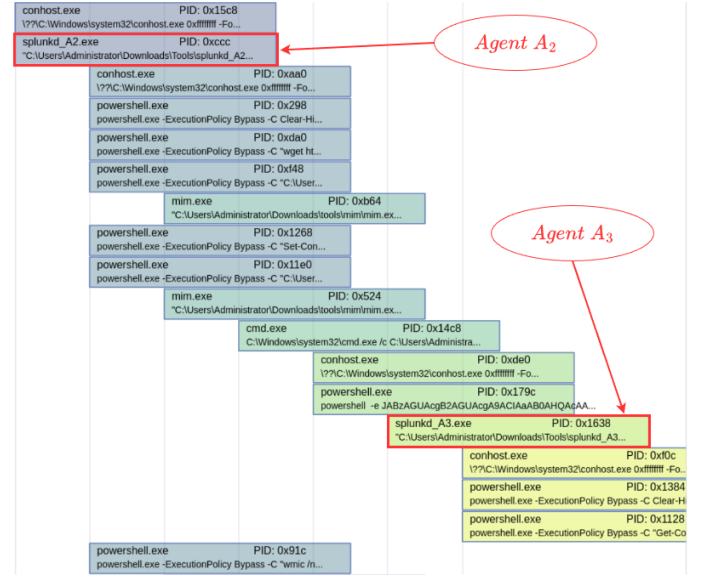 conhost.exe PID: 0x15c8
\??\C:\Windows\system32\conhost.exe 0xffffffff -Fo...
splunkd_A2.exe PID: 0xccc
"C:\Users\Administrator\Downloads\Tools\splunkd_A2...
Agent A₂
conhost.exe PID: 0xaa0
\??\C:\Windows\system32\conhost.exe 0xffffffff -Fo...
powershell.exe PID: 0x298
powershell.exe -ExecutionPolicy Bypass -C Clear-Hi...
powershell.exe PID: 0xda0
powershell.exe -ExecutionPolicy Bypass -C "wget ht...
powershell.exe PID: 0xf48
powershell.exe -ExecutionPolicy Bypass -C "C:\User...
mim.exe PID: 0xb64
"C:\Users\Administrator\Downloads\tools\mim\mim.ex...
powershell.exe PID: 0x1268
powershell.exe -ExecutionPolicy Bypass -C "Set-Con...
Agent A₃
powershell.exe PID: 0x11e0
powershell.exe -ExecutionPolicy Bypass -C "C:\User...
mim.exe PID: 0x524
"C:\Users\Administrator\Downloads\tools\mim\mim.ex...
cmd.exe PID: 0x14c8
C:\Windows\system32\cmd.exe /c C:\Users\Administra...
conhost.exe PID: 0xde0
\??\C:\Windows\system32\conhost.exe 0xffffffff -Fo...
powershell.exe PID: 0x179c
powershell -e JABzAGUAcgB2AGUAcgA9ACIAaAB0AHQAcAA...
splunkd_A3.exe PID: 0x1638
"C:\Users\Administrator\Downloads\Tools\splunkd_A3...
conhost.exe PID: 0xf0c
\??\C:\Windows\system32\conhost.exe 0xffffffff -Fo..
powershell.exe PID: 0x1384
powershell.exe -ExecutionPolicy Bypass -C Clear-Hi
powershell.exe PID: 0x1128
powershell.exe -ExecutionPolicy Bypass -C "Get-Co
powershell.exe PID: 0x91c
powershell.exe -ExecutionPolicy Bypass -C "wmic /n...